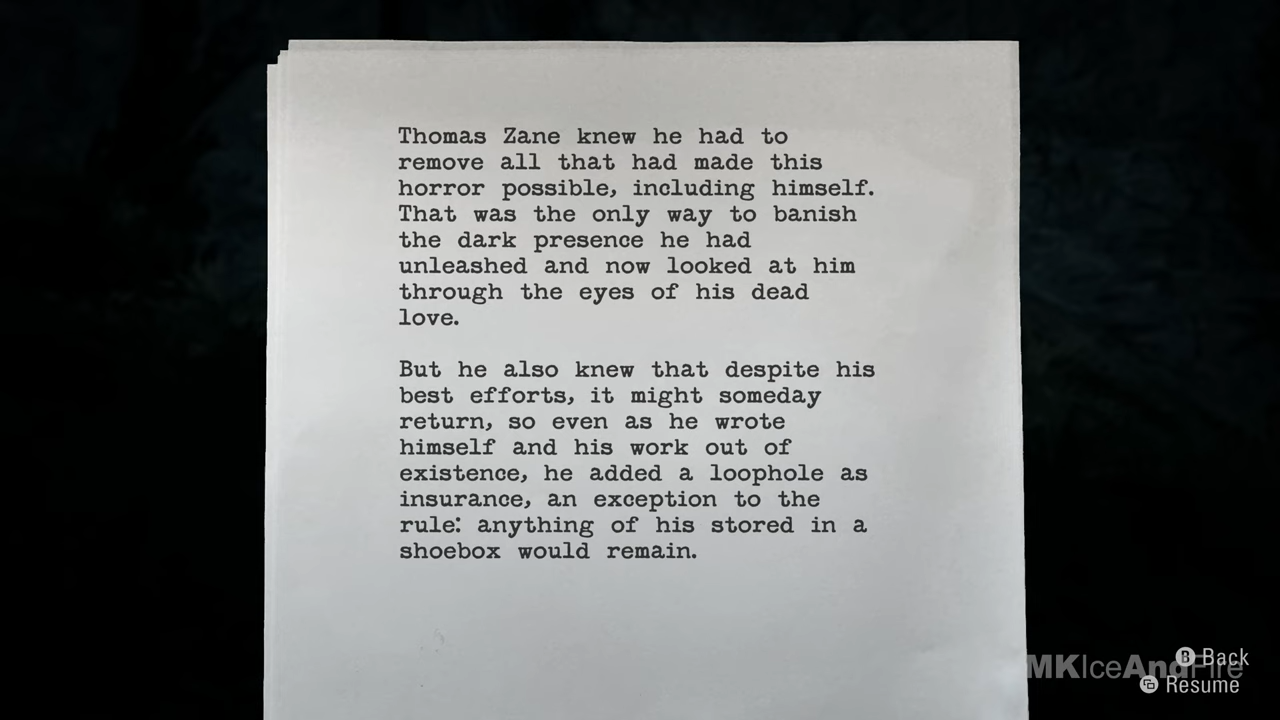 Thomas Zane knew he had to
remove all that had made this
horror possible, including himself.
That was the only way to banish
the dark presence he had
unleashed and now looked at him
through the eyes of his dead
love.
But he also knew that despite his
best efforts, it might someday
return, so even as he wrote
himself and his work out of
existence, he added a loophole as
insurance, an exception to the
rule: anything of his stored in a
shoebox would remain.
B Back
MKIceAndFire
Resume